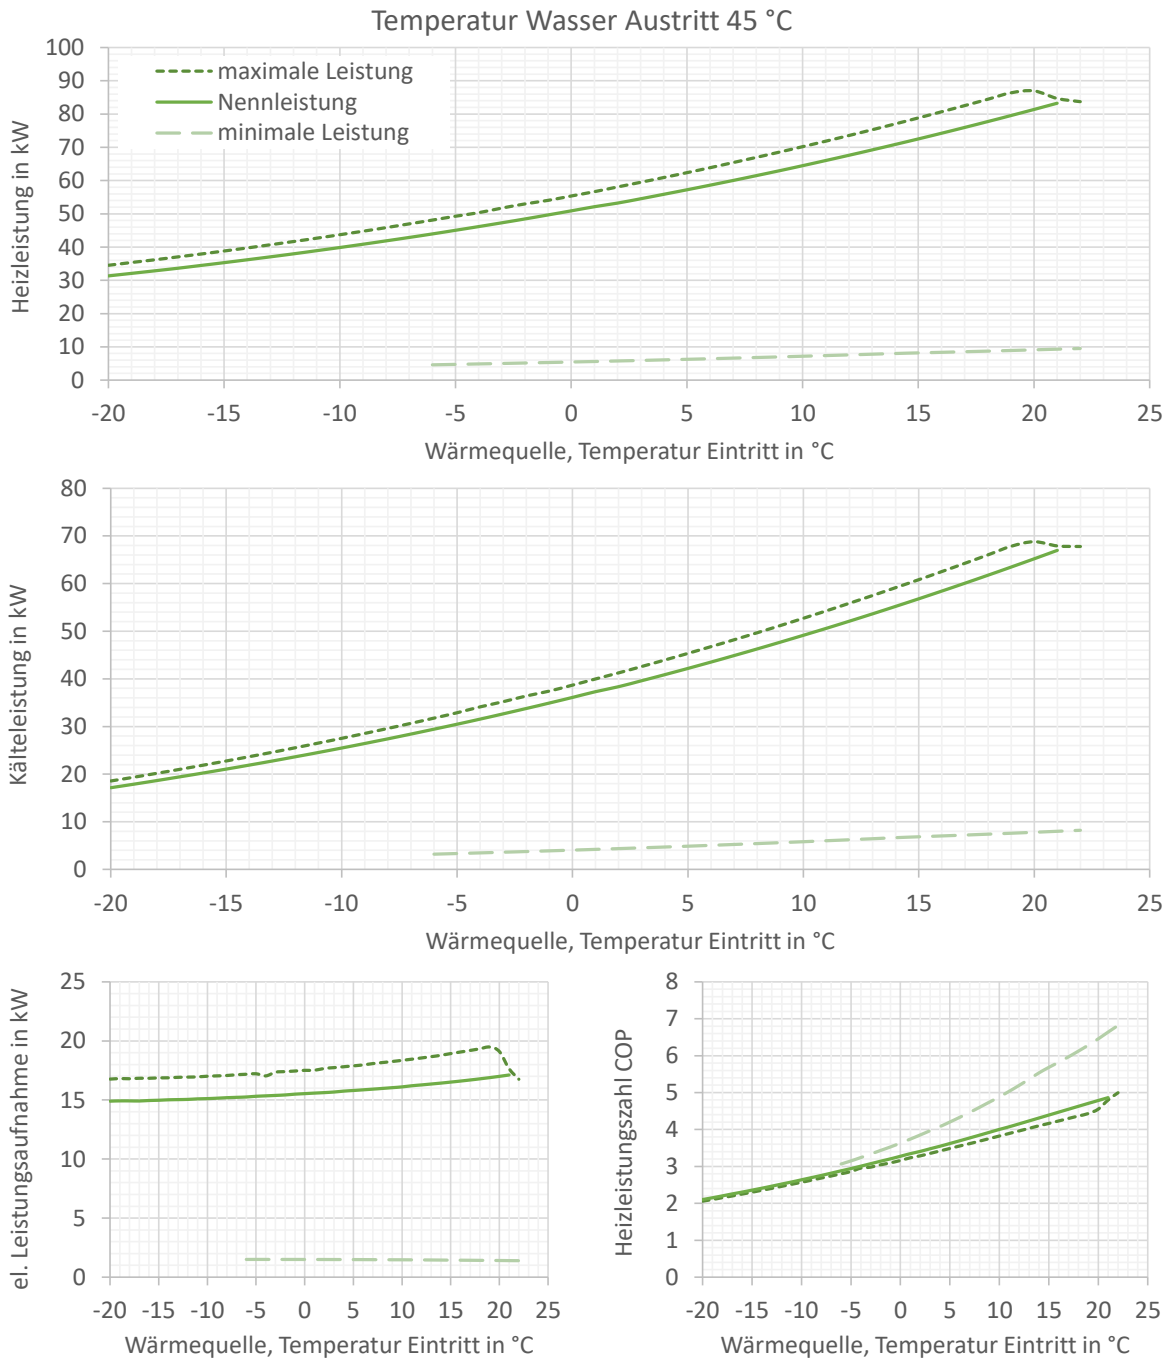 Temperatur Wasser Austritt 45 °C
Heizleistung in kW
100
90
80
70
60
50
40
30
20
10
0
maximale Leistung
Nennleistung
minimale Leistung
-20 -15 -10 -5 0 5 10 15 20 25
Wärmequelle, Temperatur Eintritt in °C
Kälteleistung in kW
80
70
60
50
40
30
20
10
0
-20 -15 -10 -5 0 5 10 15 20 25
Wärmequelle, Temperatur Eintritt in °C
el. Leistungsaufnahme in kW
25
20
15
10
5
0
-20 -15 -10 -5 0 5 10 15 20 25
Wärmequelle, Temperatur Eintritt in °C
Heizleistungszahl COP
8
7
6
5
4
3
2
1
0
-20 -15 -10 -5 0 5 10 15 20 25
Wärmequelle, Temperatur Eintritt in °C